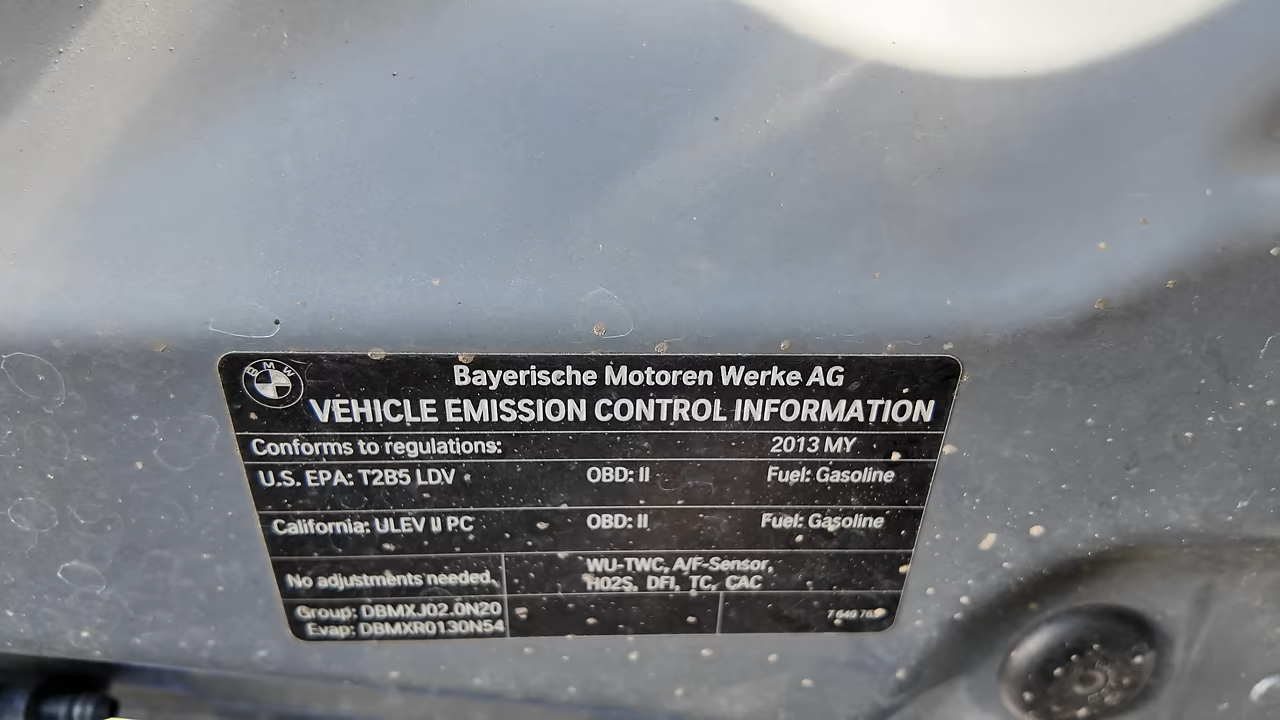 BMW
Bayerische Motoren Werke AG
VEHICLE EMISSION CONTROL INFORMATION
Conforms to regulations: 2013 MY
U.S. EPA: T2B5 LDV OBD: II Fuel: Gasoline
California: ULEV II PC OBD: II Fuel: Gasoline
No adjustments needed.
WU-TWC, A/F-Sensor,
H02S, DFI, TC, CAC
Group: DBMXJ02.0N20
Evap: DBMXR0130N54